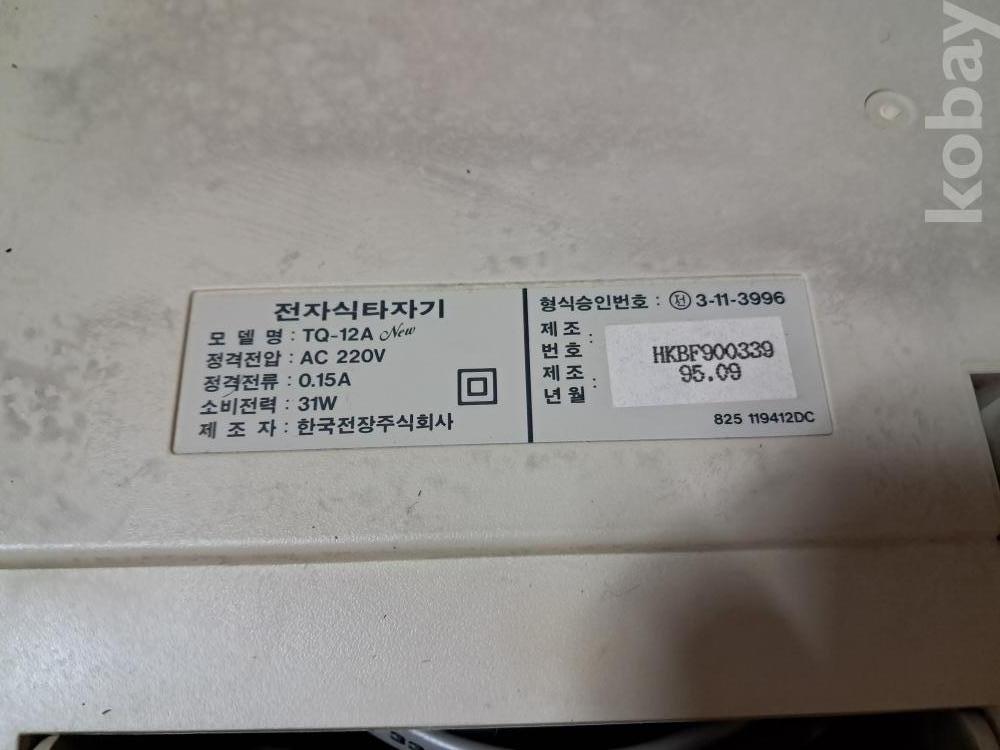 전자식타자기
모 델 명 : TQ-12A New
정격전압 : AC 220V
정격전류 : 0.15A
소비전력 : 31W
제 조 자 : 한국전장주식회사
형식승인번호 : 전 3-11-3996
제 조
번 호 : HKBF900339
제 조
년 월 : 95.09
825 119412DC
kobay